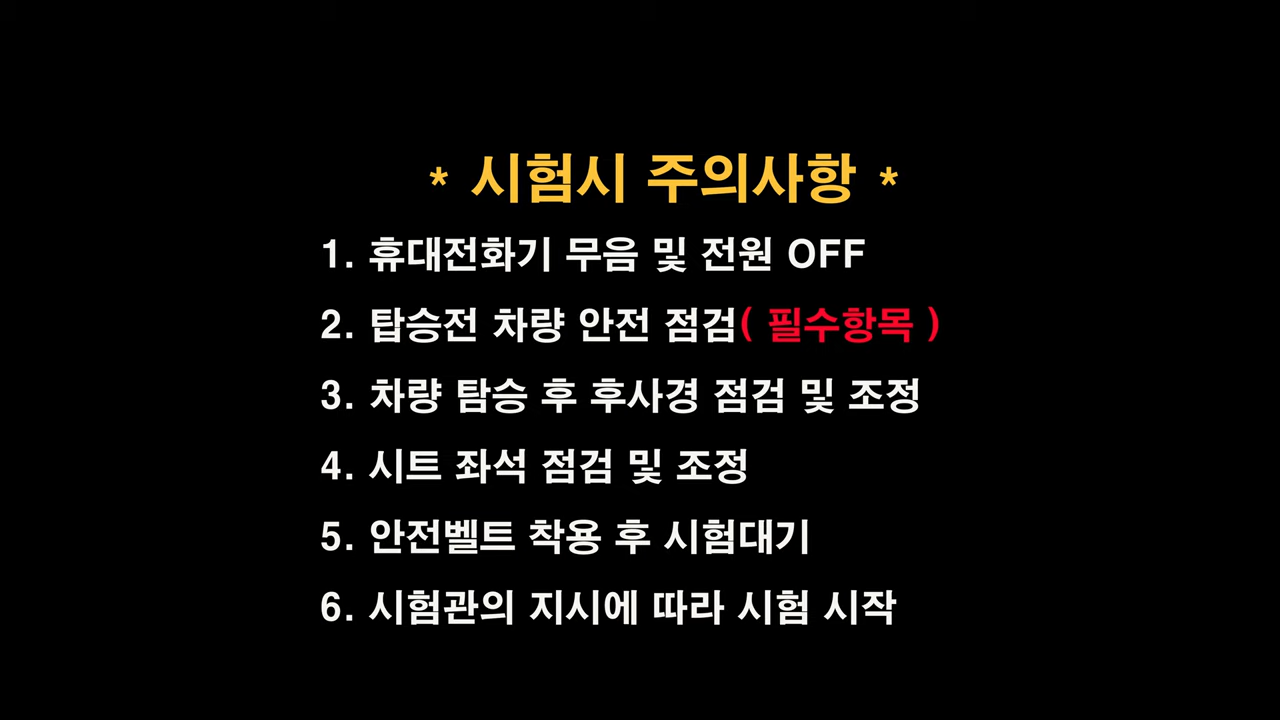 * 시험시 주의사항 *
1. 휴대전화기 무음 및 전원 OFF
2. 탑승전 차량 안전 점검( 필수항목 )
3. 차량 탐승 후 후사경 점검 및 조정
4. 시트 좌석 점검 및 조정
5. 안전벨트 착용 후 시험대기
6. 시험관의 지시에 따라 시험 시작